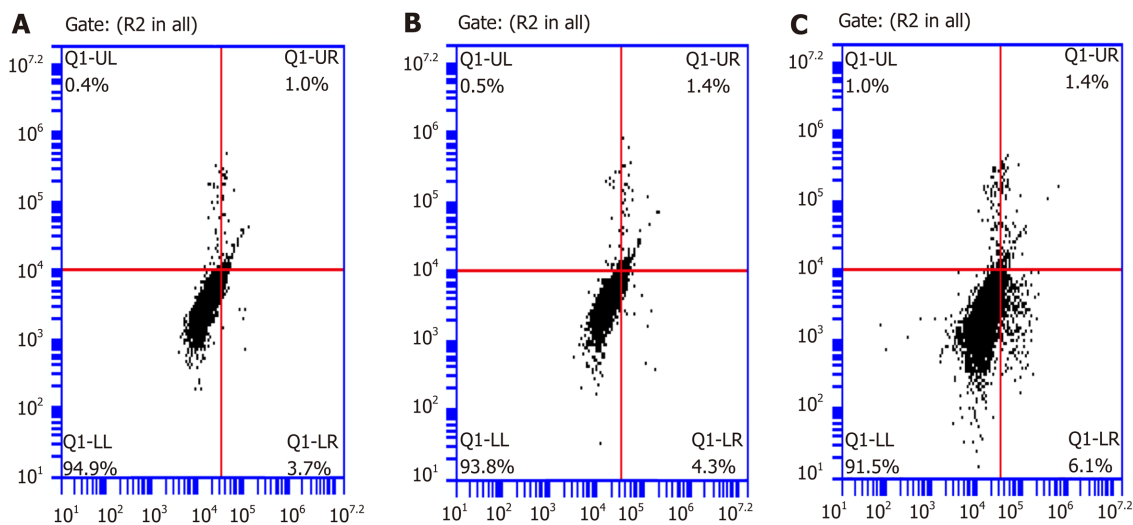 A
Gate: (R2 in all)
Q1-UL
0.4%
Q1-UR
1.0%
Q1-LL
94.9%
Q1-LR
3.7%
10^7.2
10^6
10^5
10^4
10^3
10^2
10^1
10^1 10^2 10^3 10^4 10^5 10^6 10^7.2
B
Gate: (R2 in all)
Q1-UL
0.5%
Q1-UR
1.4%
Q1-LL
93.8%
Q1-LR
4.3%
10^7.2
10^6
10^5
10^4
10^3
10^2
10^1
10^1 10^2 10^3 10^4 10^5 10^6 10^7.2
C
Gate: (R2 in all)
Q1-UL
1.0%
Q1-UR
1.4%
Q1-LL
91.5%
Q1-LR
6.1%
10^7.2
10^6
10^5
10^4
10^3
10^2
10^1
10^1 10^2 10^3 10^4 10^5 10^6 10^7.2